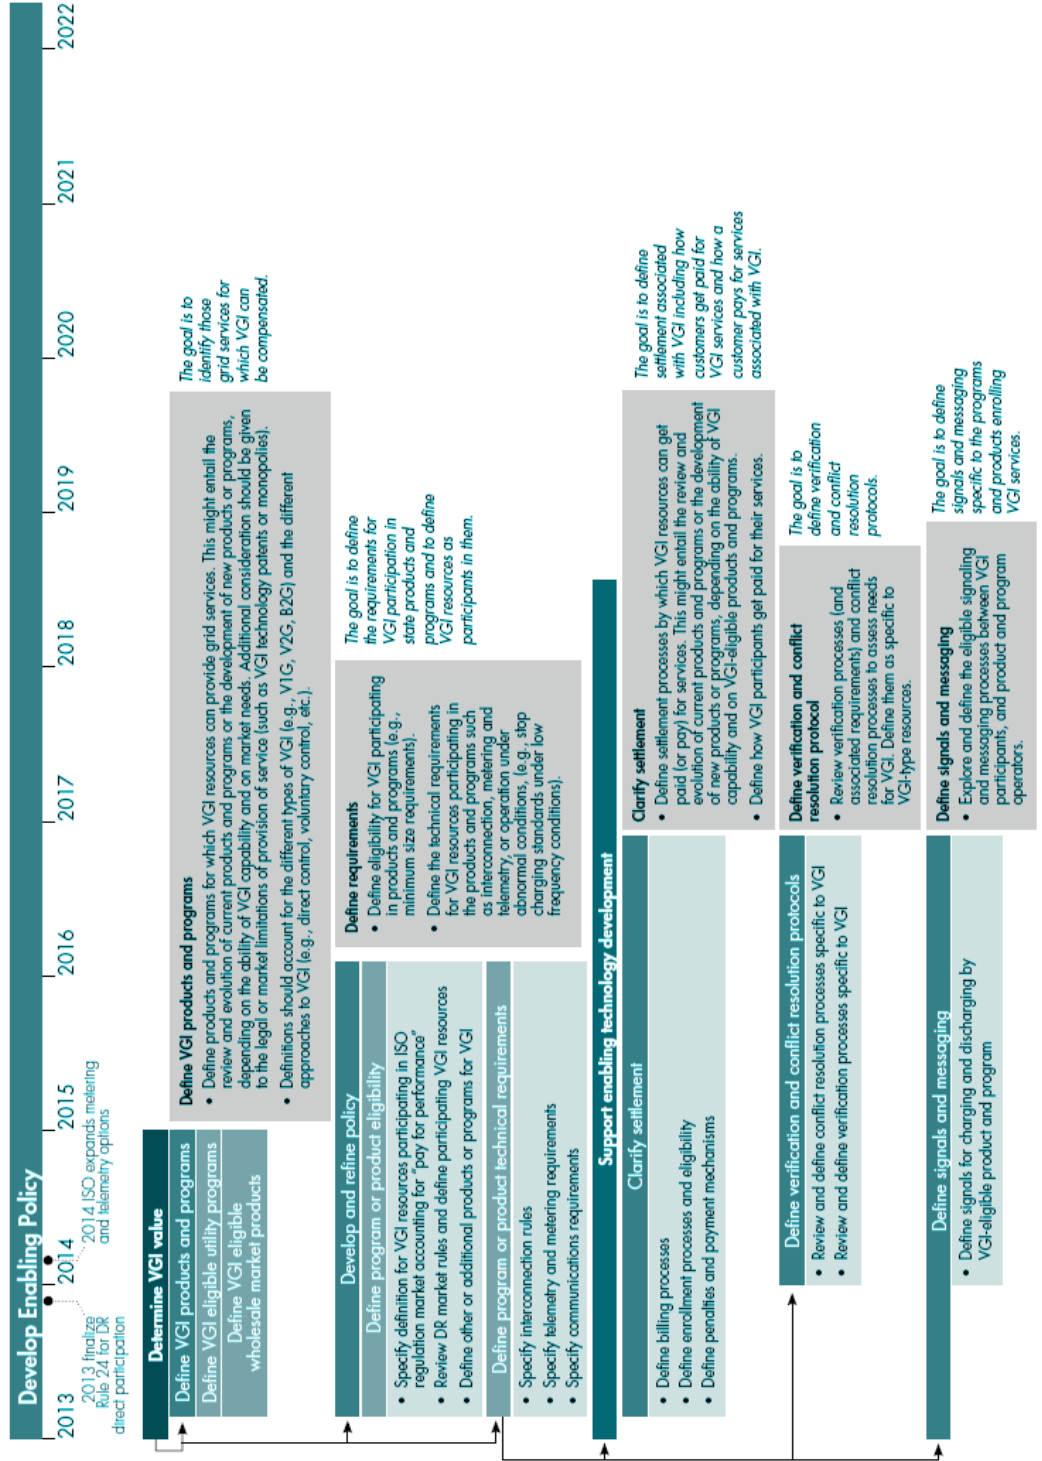 Develop Enabling Policy
2013
2014
2015
2016
2017
2018
2019
2020
2021
2022
2013 finalize
Rule 24 for DR
direct participation
2014 ISO expands metering
and telemetry options
Determine VGI value
Define VGI products and programs
Define VGI eligible utility programs
Define VGI eligible
wholesale market products
Define VGI products and programs
• Define products and programs for which VGI resources can provide grid services. This might entail the
review and evolution of current products and programs or the development of new products or programs,
depending on the ability of VGI capability and on market needs. Additional consideration should be given
to the legal or market limitations of provision of service (such as VGI technology patents or monopolies).
• Definitions should account for the different types of VGI (e.g., V1G, V2G, B2G) and the different
approaches to VGI (e.g., direct control, voluntary control, etc.).
The goal is to
identify those
grid services for
which VGI can
be compensated.
Develop and refine policy
Define program or product eligibility
• Specify definition for VGI resources participating in ISO
regulation market accounting for "pay for performance"
• Review DR market rules and define participating VGI resources
• Define other or additional products or programs for VGI
Define program or product technical requirements
• Specify interconnection rules
• Specify telemetry and metering requirements
• Specify communications requirements
Define requirements
• Define eligibility for VGI participating
in products and programs (e.g.,
minimum size requirements).
• Define the technical requirements
for VGI resources participating in
the products and programs such
as interconnection, metering and
telemetry, or operation under
abnormal conditions, (e.g., stop
charging standards under low
frequency conditions).
The goal is to define
the requirements for
VGI participation in
state products and
programs and to define
VGI resources as
participants in them.
Support enabling technology development
Clarify settlement
• Define billing processes
• Define enrollment processes and eligibility
• Define penalties and payment mechanisms
Clarify settlement
• Define settlement processes by which VGI resources can get
paid (or pay) for services. This might entail the review and
evolution of current products and programs or the development
of new products or programs, depending on the ability of VGI
capability and on VGI-eligible products and programs.
• Define how VGI participants get paid for their services.
The goal is to define
settlement associated
with VGI including how
customers get paid for
VGI services and how a
customer pays for services
associated with VGI.
Define verification and conflict resolution protocols
• Review and define conflict resolution processes specific to VGI
• Review and define verification processes specific to VGI
Define verification and conflict
resolution protocol
• Review verification processes (and
associated requirements) and conflict
resolution processes to assess needs
for VGI. Define them as specific to
VGI-type resources.
The goal is to
define verification
and conflict
resolution
protocols.
Define signals and messaging
• Define signals for charging and discharging by
VGI-eligible product and program
Define signals and messaging
• Explore and define the eligible signaling
and messaging processes between VGI
participants, and product and program
operators.
The goal is to define
signals and messaging
specific to the programs
and products enrolling
VGI services.